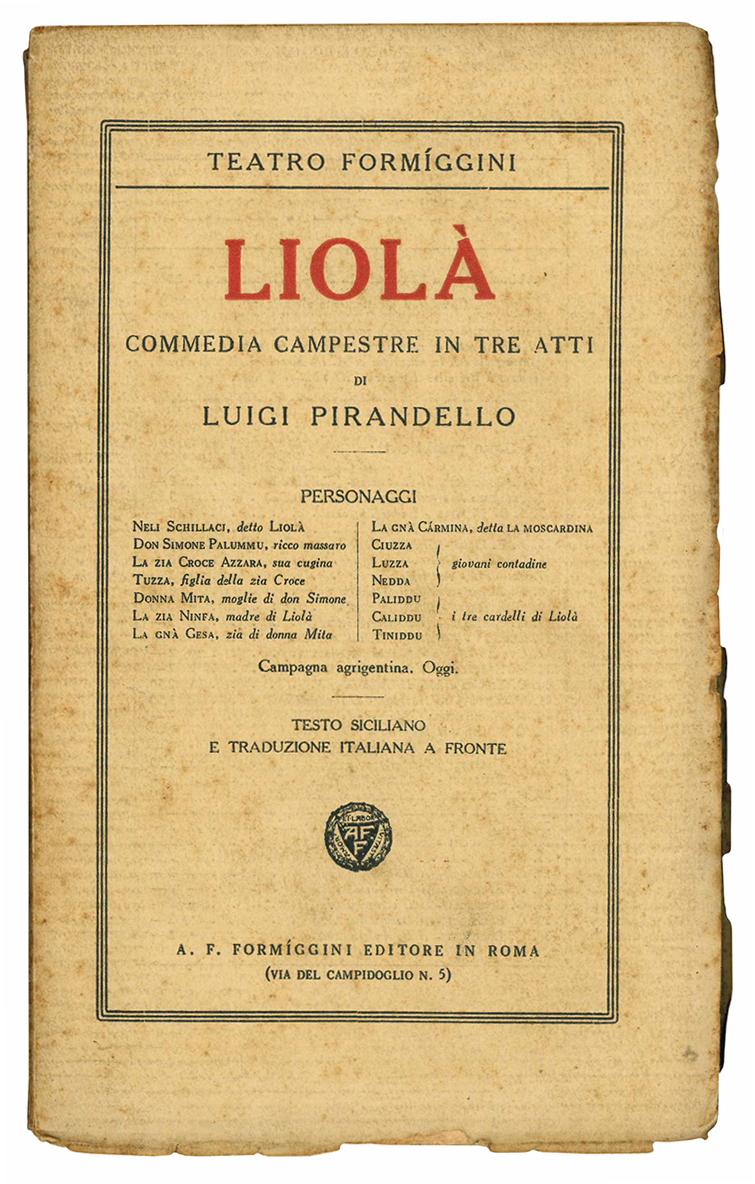 TEATRO FORMÍGGINI
LIOLÀ
COMMEDIA CAMPESTRE IN TRE ATTI
DI
LUIGI PIRANDELLO
PERSONAGGI
NELI SCHILLACI, detto LIOLÀ
DON SIMONE PALUMMU, ricco massaro
LA ZIA CROCE AZZARA, sua cugina
TUZZA, figlia della zia Croce
DONNA MITA, moglie di don Simone
LA ZIA NINFA, madre di Liolà
LA GNÀ GESA, zia di donna Mita
LA GNÀ CÁRMINA, detta LA MOSCARDINA
CIUZZA
LUZZA giovani contadine
NEDDA
PALIDDU
CALIDDU i tre cardelli di Liolà
TINIDDU
Campagna agrigentina. Oggi.
TESTO SICILIANO
E TRADUZIONE ITALIANA A FRONTE
AFF
A. F. FORMÍGGINI EDITORE IN ROMA
(VIA DEL CAMPIDOGLIO N. 5)